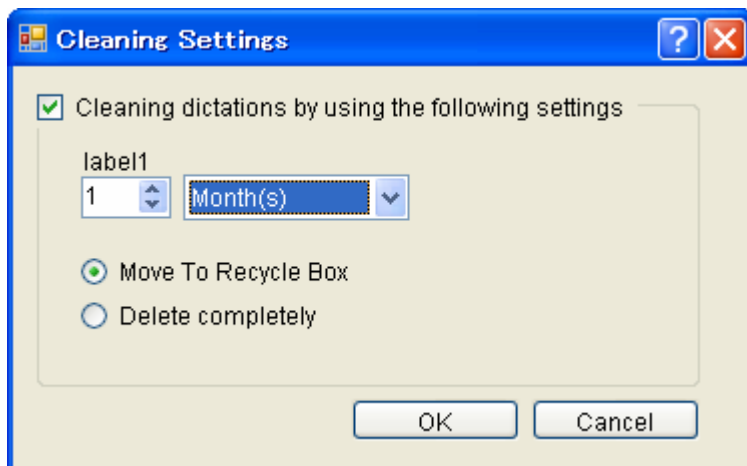 Cleaning Settings
Cleaning dictations by using the following settings
label1
1 Month(s)
Move To Recycle Box
Delete completely
OK Cancel